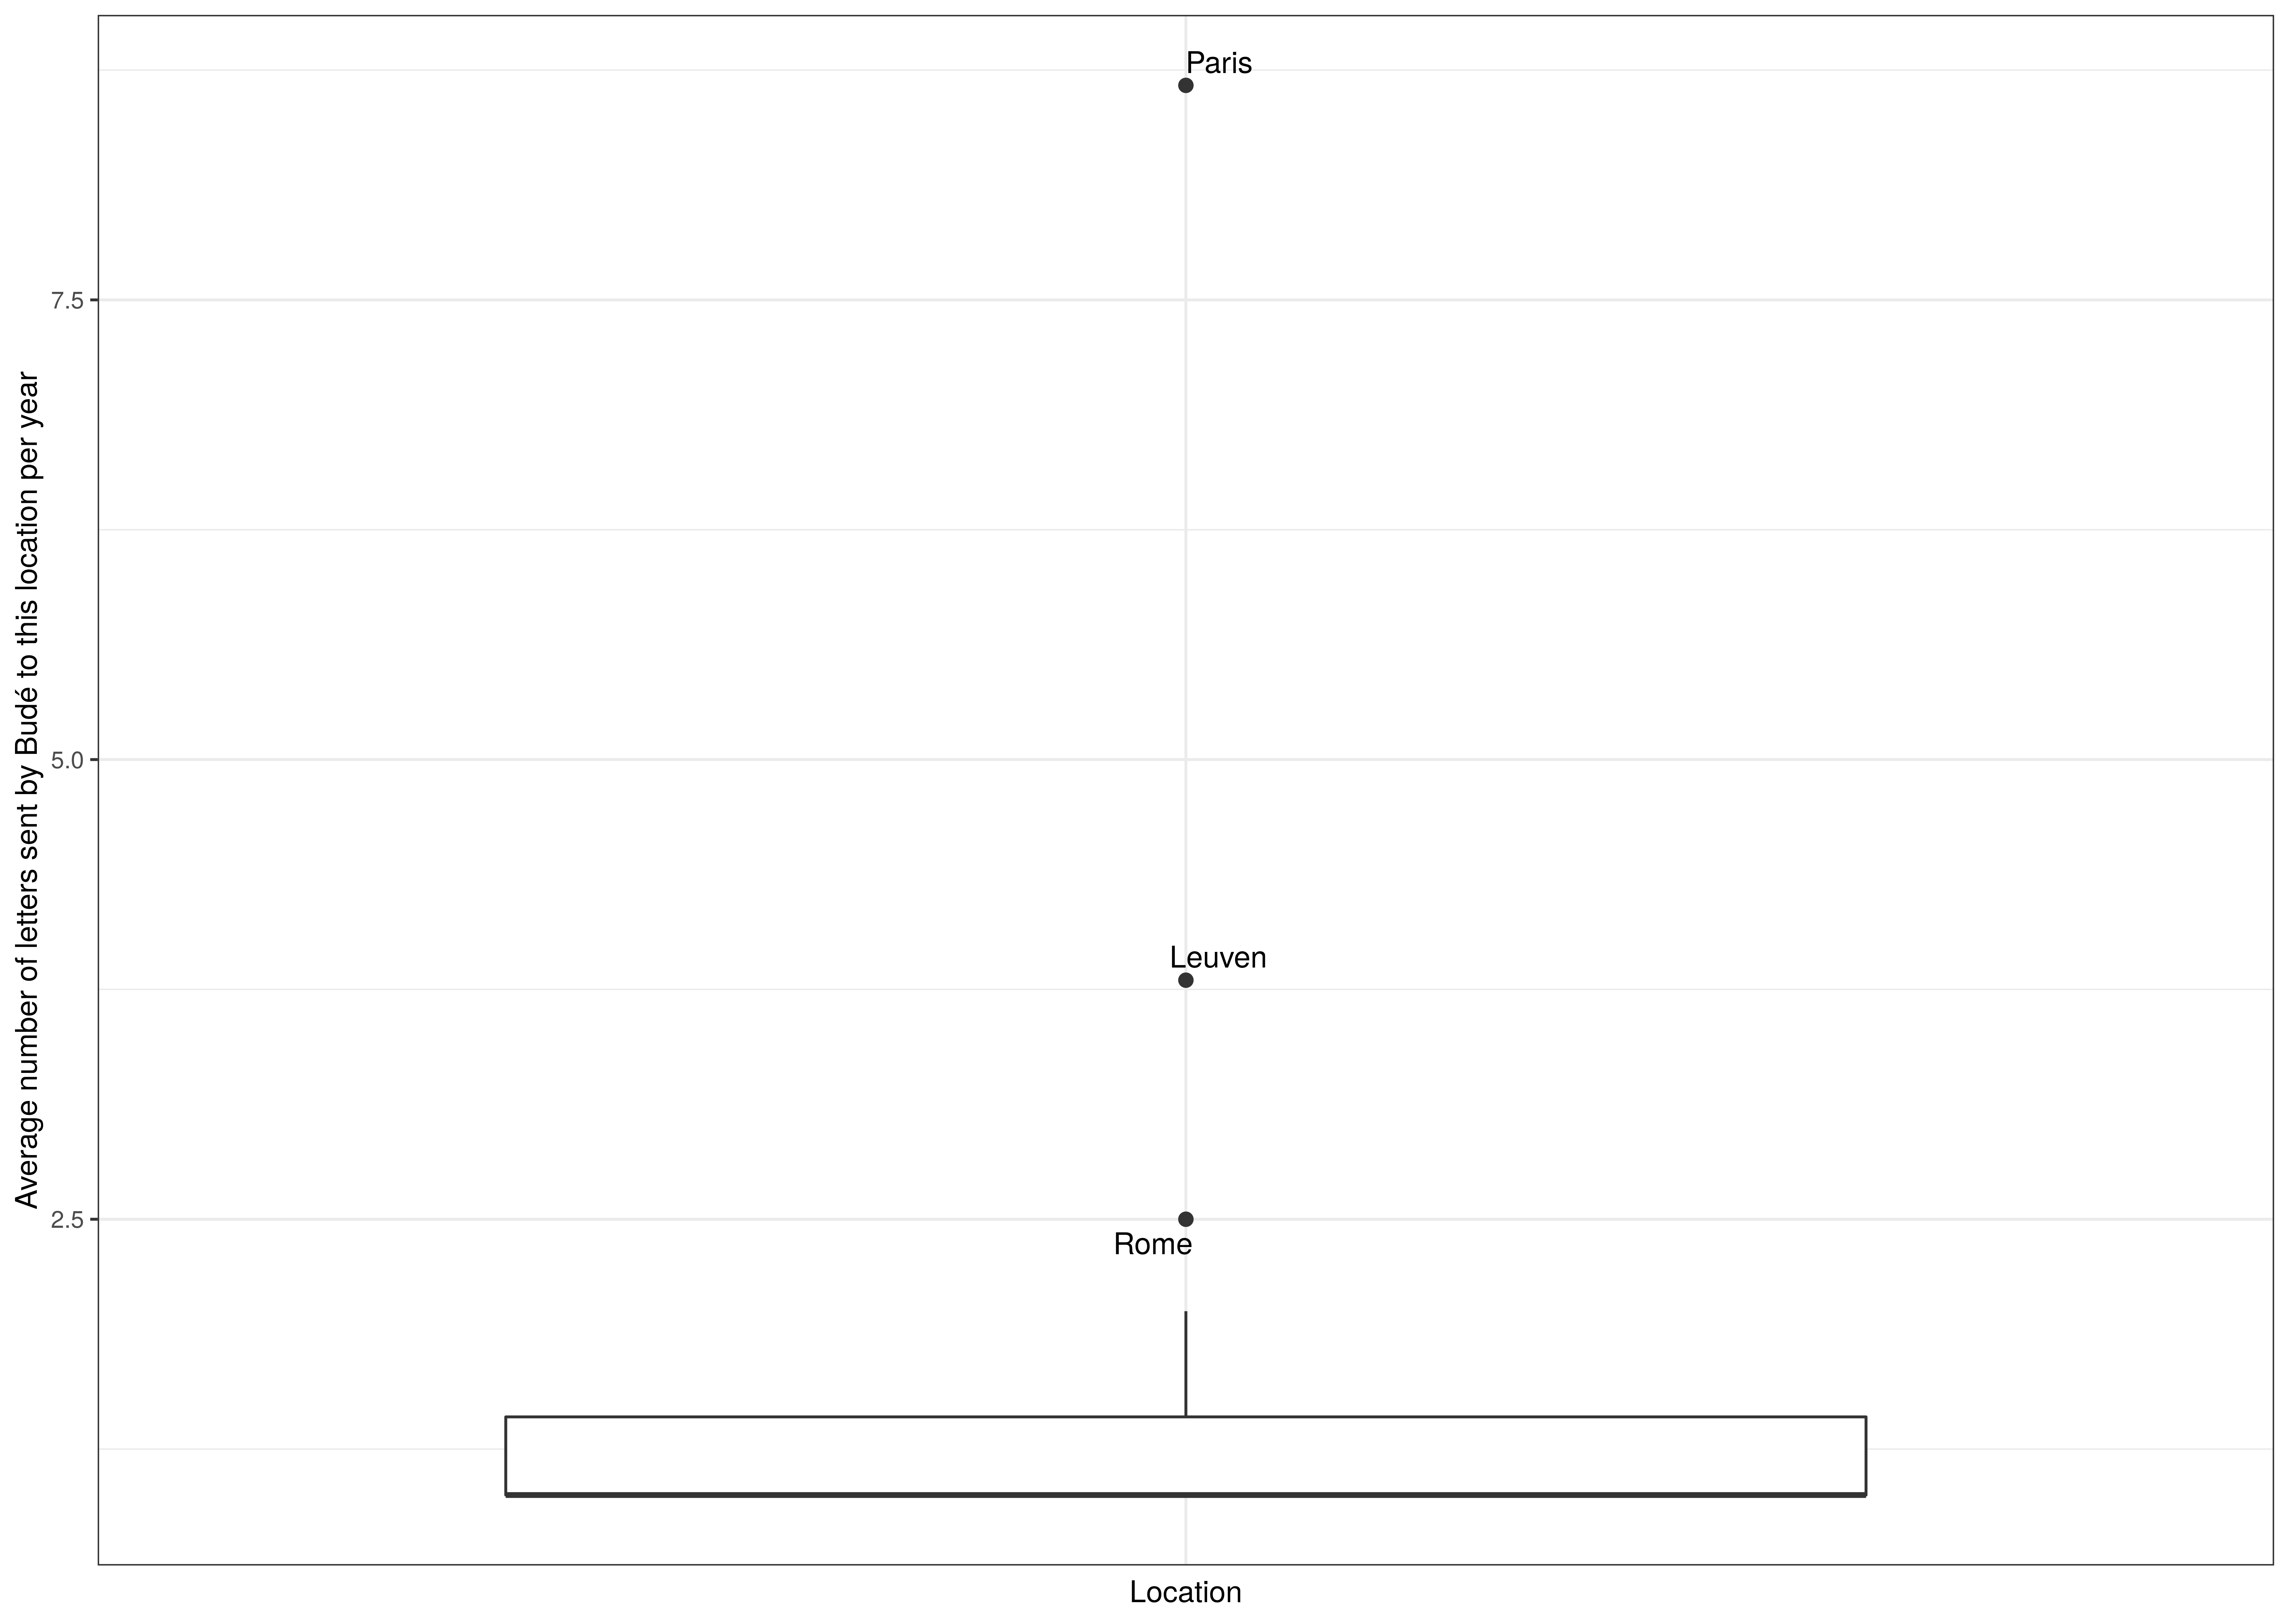 Average number of letters sent by Budé to this location per year
7.5
5.0
2.5
Paris
Leuven
Rome
Location